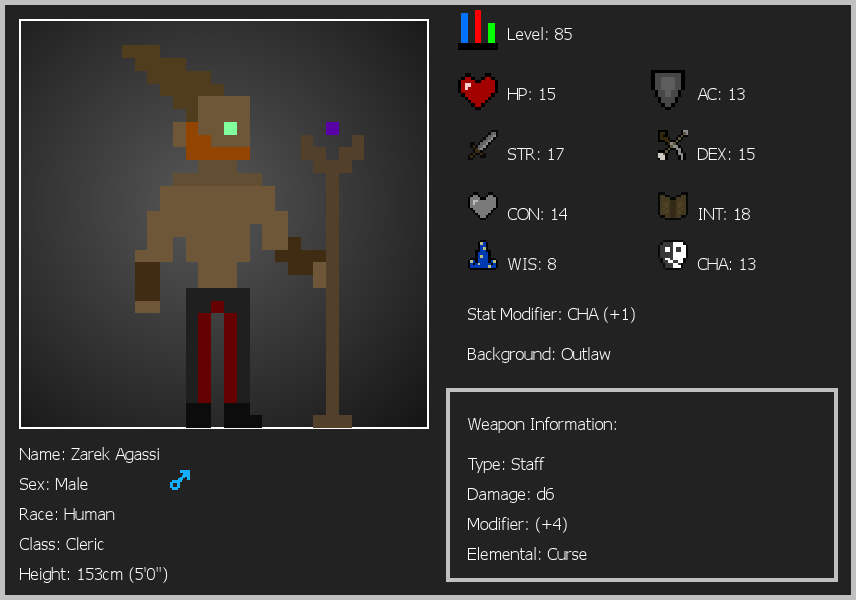 Level: 85
HP: 15
AC: 13
STR: 17
DEX: 15
CON: 14
INT: 18
WIS: 8
CHA: 13
Stat Modifier: CHA (+1)
Background: Outlaw
Weapon Information:
Type: Staff
Damage: d6
Modifier: (+4)
Elemental: Curse
Name: Zarek Agassi
Sex: Male
Race: Human
Class: Cleric
Height: 153cm (5'0")